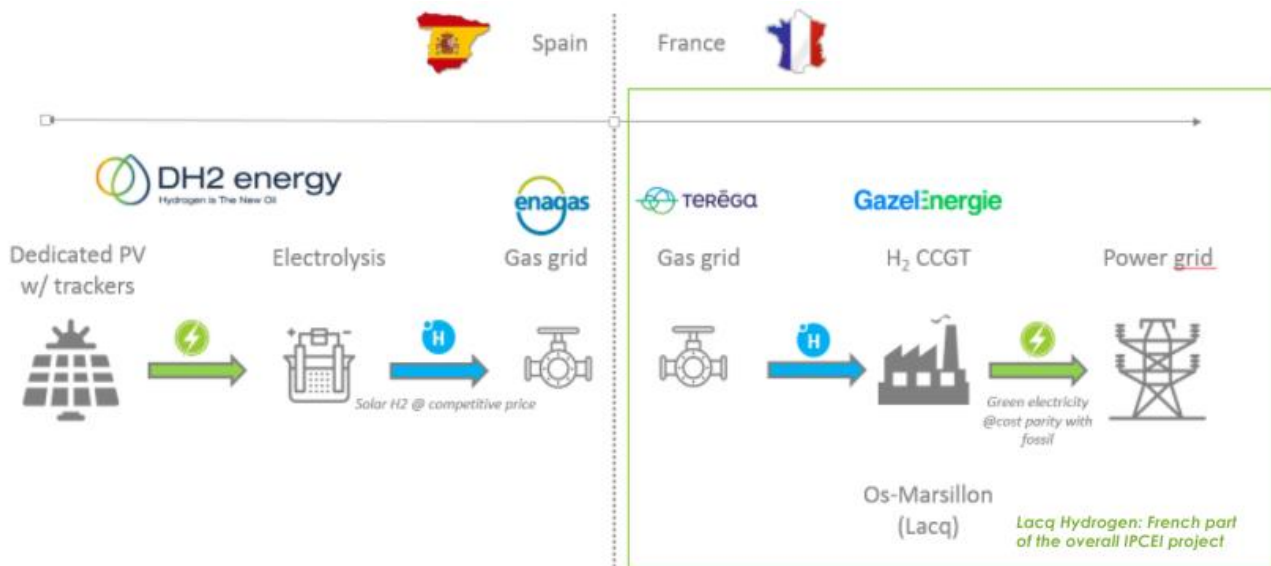 Spain
France
DH2 energy
Hydrogen is The New Oil
enagas
TERĒGA
GazelEnergie
Dedicated PV
w/ trackers
Electrolysis
Gas grid
Gas grid
H₂ CCGT
Power grid
H
H
Solar H2 @ competitive price
Green electricity
@cost parity with
fossil
Os-Marsillon
(Lacq)
Lacq Hydrogen: French part
of the overall IPCEI project